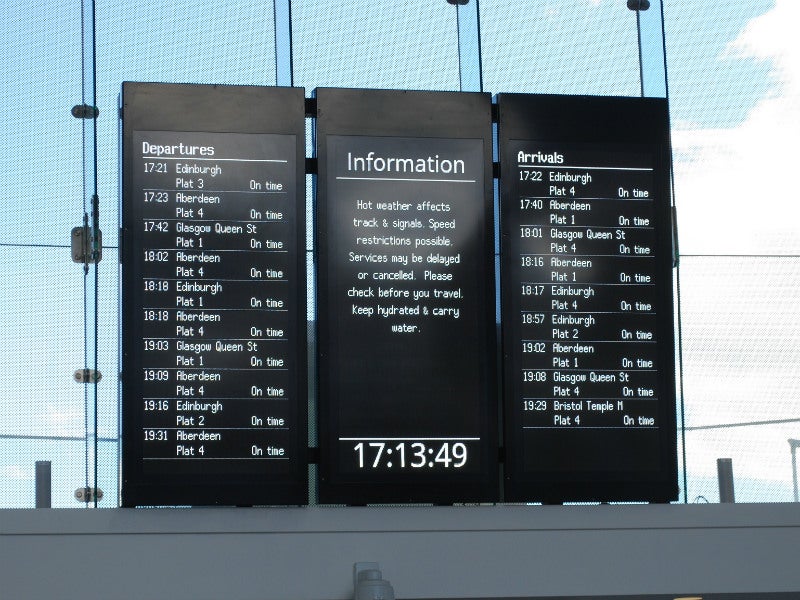 Departures
17:21 Edinburgh
Plat 3 On time
17:23 Aberdeen
Plat 4 On time
17:42 Glasgow Queen St
Plat 1 On time
18:02 Aberdeen
Plat 4 On time
18:18 Edinburgh
Plat 1 On time
18:18 Aberdeen
Plat 4 On time
19:03 Glasgow Queen St
Plat 1 On time
19:09 Aberdeen
Plat 4 On time
19:16 Edinburgh
Plat 2 On time
19:31 Aberdeen
Plat 4 On time
Information
Hot weather affects
track & signals. Speed
restrictions possible.
Services may be delayed
or cancelled. Please
check before you travel.
Keep hydrated & carry
water.
17:13:49
Arrivals
17:22 Edinburgh
Plat 4 On time
17:40 Aberdeen
Plat 1 On time
18:01 Glasgow Queen St
Plat 4 On time
18:16 Aberdeen
Plat 1 On time
18:17 Edinburgh
Plat 4 On time
18:57 Edinburgh
Plat 2 On time
19:02 Aberdeen
Plat 1 On time
19:08 Glasgow Queen St
Plat 4 On time
19:29 Bristol Temple M
Plat 4 On time